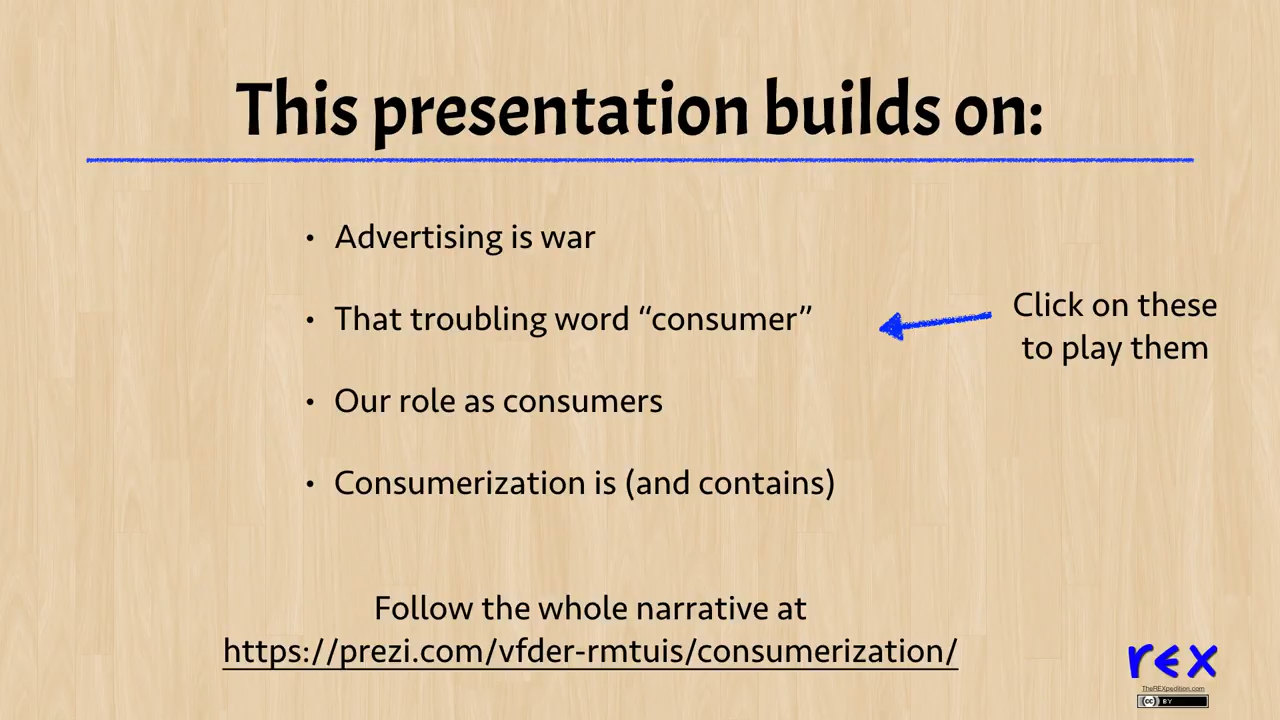 This presentation builds on:
• Advertising is war
• That troubling word “consumer”
Click on these
to play them
• Our role as consumers
• Consumerization is (and contains)
Follow the whole narrative at
https://prezi.com/vfder-rmtuis/consumerization/
rex
TheREXpedition.com
cc BY